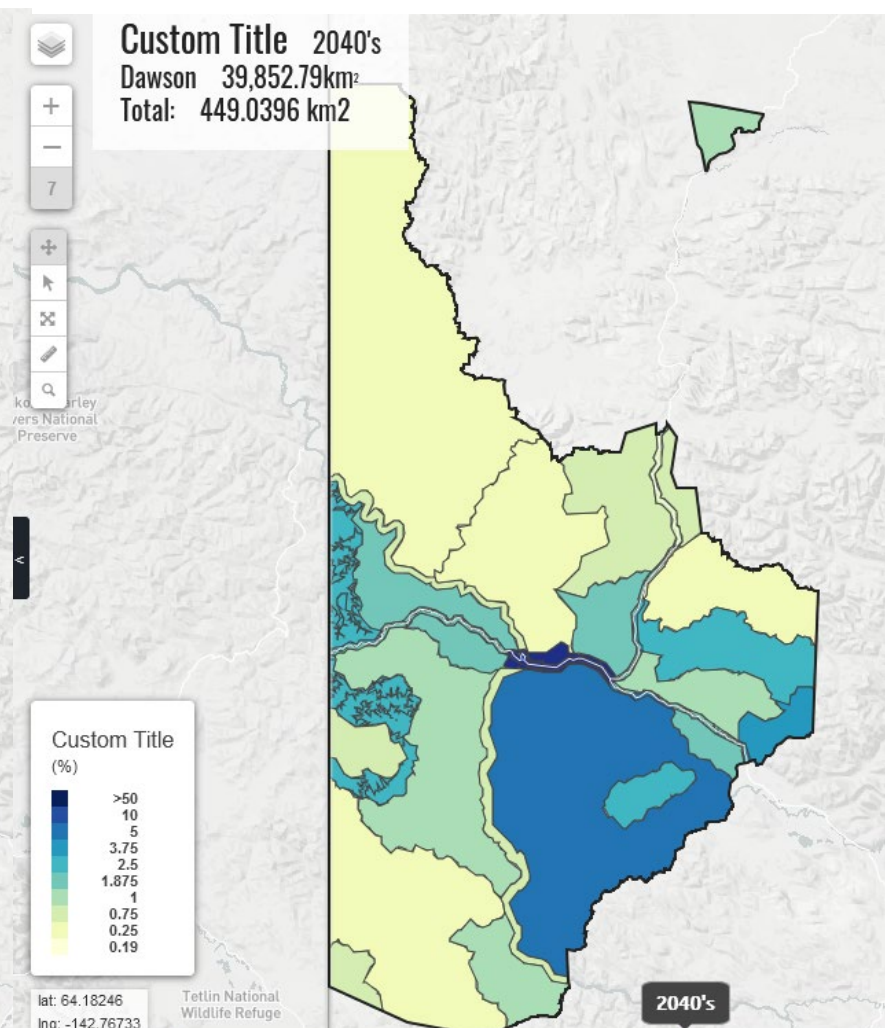 Custom Title 2040's
Dawson 39,852.79km²
Total: 449.0396 km2
+
−
7
arley
vers National
Preserve
<
Custom Title
(%)
>50
10
5
3.75
2.5
1.875
1
0.75
0.25
0.19
lat: 64.18246
lng: -142.76733
Tetlin National
Wildlife Refuge
2040's